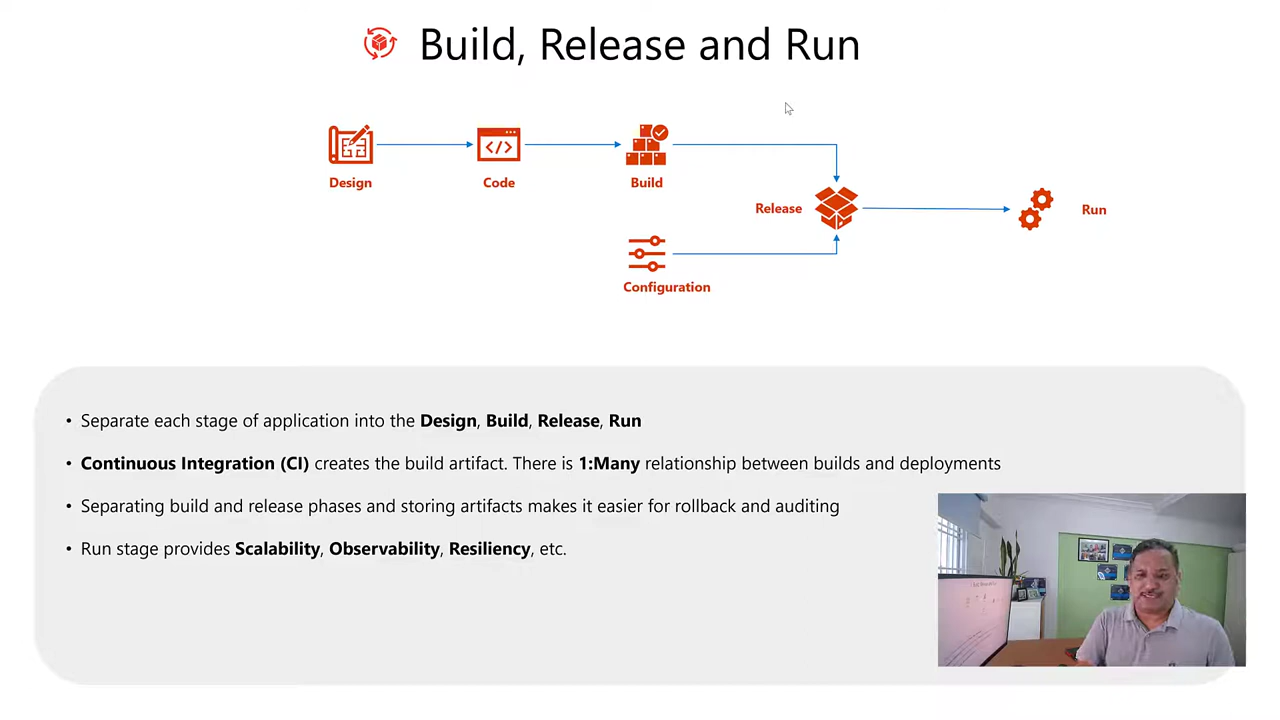 Build, Release and Run
Design
Code
Build
Release
Run
Configuration
• Separate each stage of application into the Design, Build, Release, Run
• Continuous Integration (CI) creates the build artifact. There is 1:Many relationship between builds and deployments
• Separating build and release phases and storing artifacts makes it easier for rollback and auditing
• Run stage provides Scalability, Observability, Resiliency, etc.